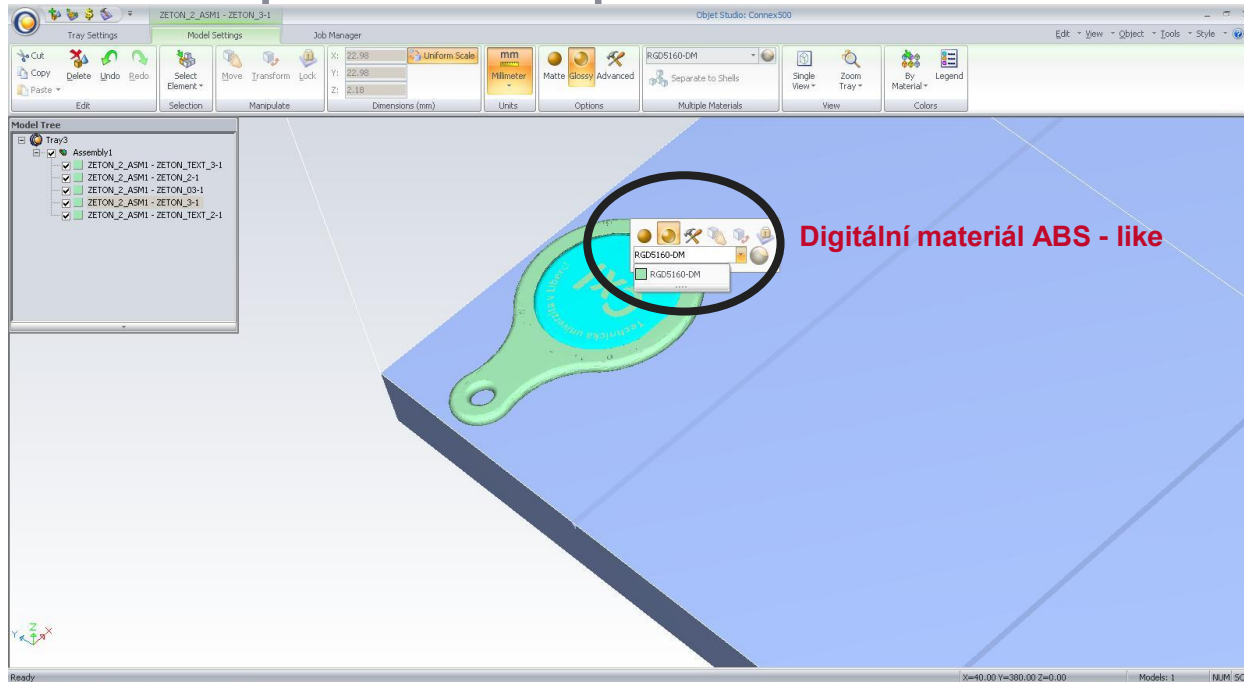 ZETON_2_ASM1 - ZETON_3-1
Objet Studio: Connex500
Tray Settings
Model Settings
Job Manager
Edit View Object Tools Style
Cut
Copy
Paste
Delete
Undo
Redo
Edit
Select
Element
Selection
Move
Transform
Lock
Manipulate
X: 22.98
Y: 22.98
Z: 2.18
Uniform Scale
Dimensions (mm)
mm
Milimeter
Units
Matte
Glossy
Advanced
Options
RGD5160-DM
Separate to Shells
Multiple Materials
Single
View
Zoom
Tray
View
By
Material
Legend
Colors
Model Tree
Tray3
Assembly1
ZETON_2_ASM1 - ZETON_TEXT_3-1
ZETON_2_ASM1 - ZETON_2-1
ZETON_2_ASM1 - ZETON_03-1
ZETON_2_ASM1 - ZETON_3-1
ZETON_2_ASM1 - ZETON_TEXT_2-1
RGD5160-DM
RGD5160-DM
Digitální materiál ABS - like
Technická univerzita v Liberci
Z
Y
X
Ready
X=40.00 Y=380.00 Z=0.00
Models: 1
NUM